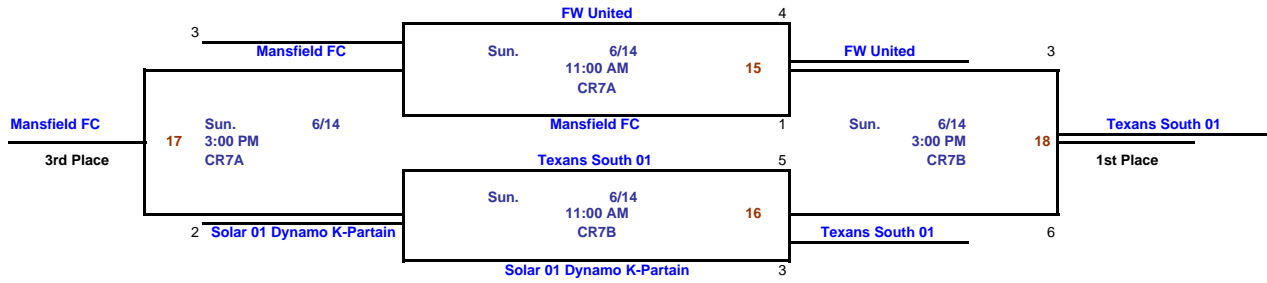 FW United 4
3
Mansfield FC
Sun. 6/14
11:00 AM 15
CR7A
FW United 3
Mansfield FC
3rd Place
17 Sun. 6/14
3:00 PM
CR7A
Mansfield FC 1
Sun. 6/14
3:00 PM 18
CR7B
Texans South 01
1st Place
Texans South 01 5
Sun. 6/14
11:00 AM 16
CR7B
2 Solar 01 Dynamo K-Partain
Texans South 01 6
Solar 01 Dynamo K-Partain 3